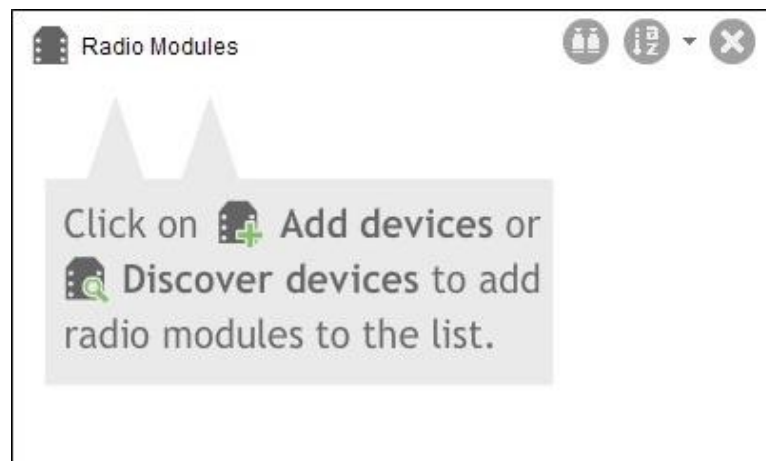 Radio Modules
Click on Add devices or
Discover devices to add
radio modules to the list.